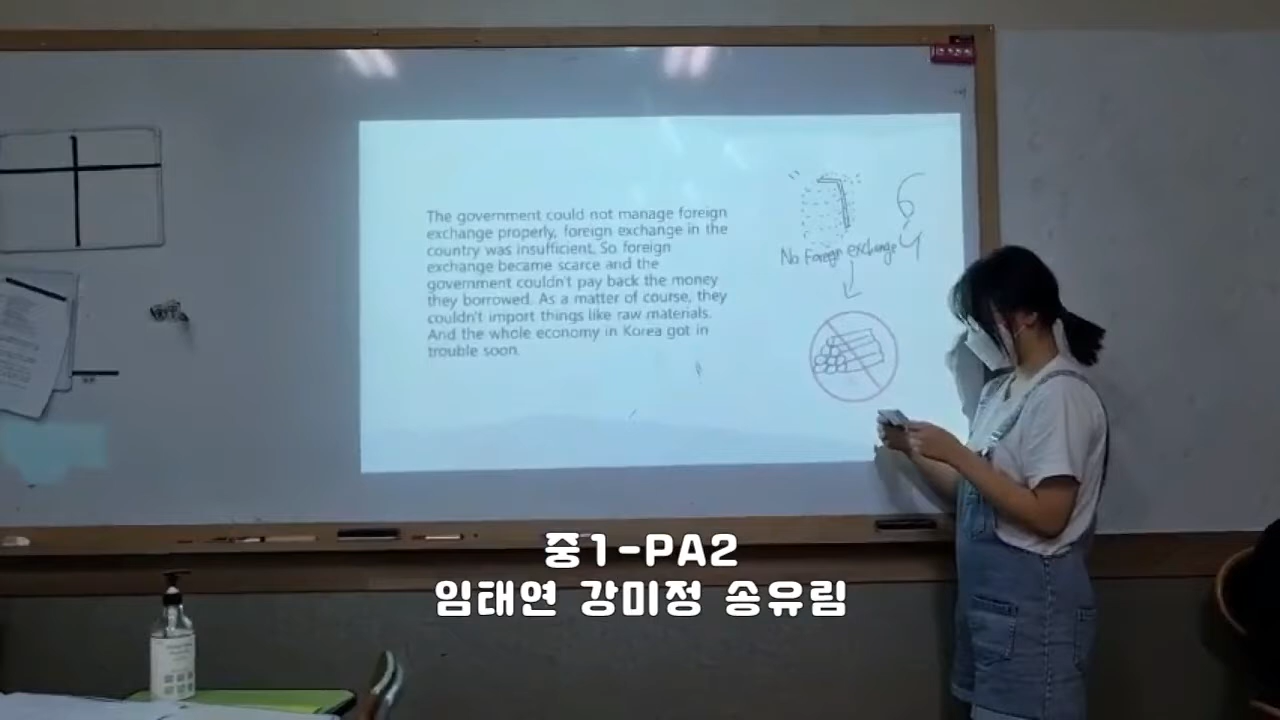 The government could not manage foreign
exchange properly, foreign exchange in the
country was insufficient. So foreign
exchange became scarce and the
government couldn't pay back the money
they borrowed. As a matter of course, they
couldn't import things like raw materials.
And the whole economy in Korea got in
trouble soon.
No Foreign exchange
중1-PA2
임태연 강미정 송유림